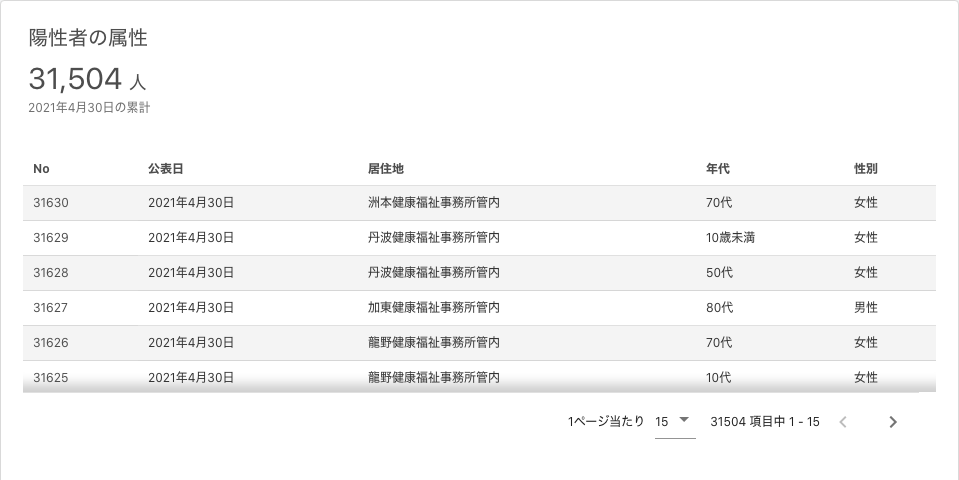 陽性者の属性
31,504 人
2021年4月30日の累計
No 公表日 居住地 年代 性別
31630 2021年4月30日 洲本健康福祉事務所管内 70代 女性
31629 2021年4月30日 丹波健康福祉事務所管内 10歳未満 女性
31628 2021年4月30日 丹波健康福祉事務所管内 50代 女性
31627 2021年4月30日 加東健康福祉事務所管内 80代 男性
31626 2021年4月30日 龍野健康福祉事務所管内 70代 女性
31625 2021年4月30日 龍野健康福祉事務所管内 10代 女性
1ページ当たり 15 31504 項目中 1 - 15